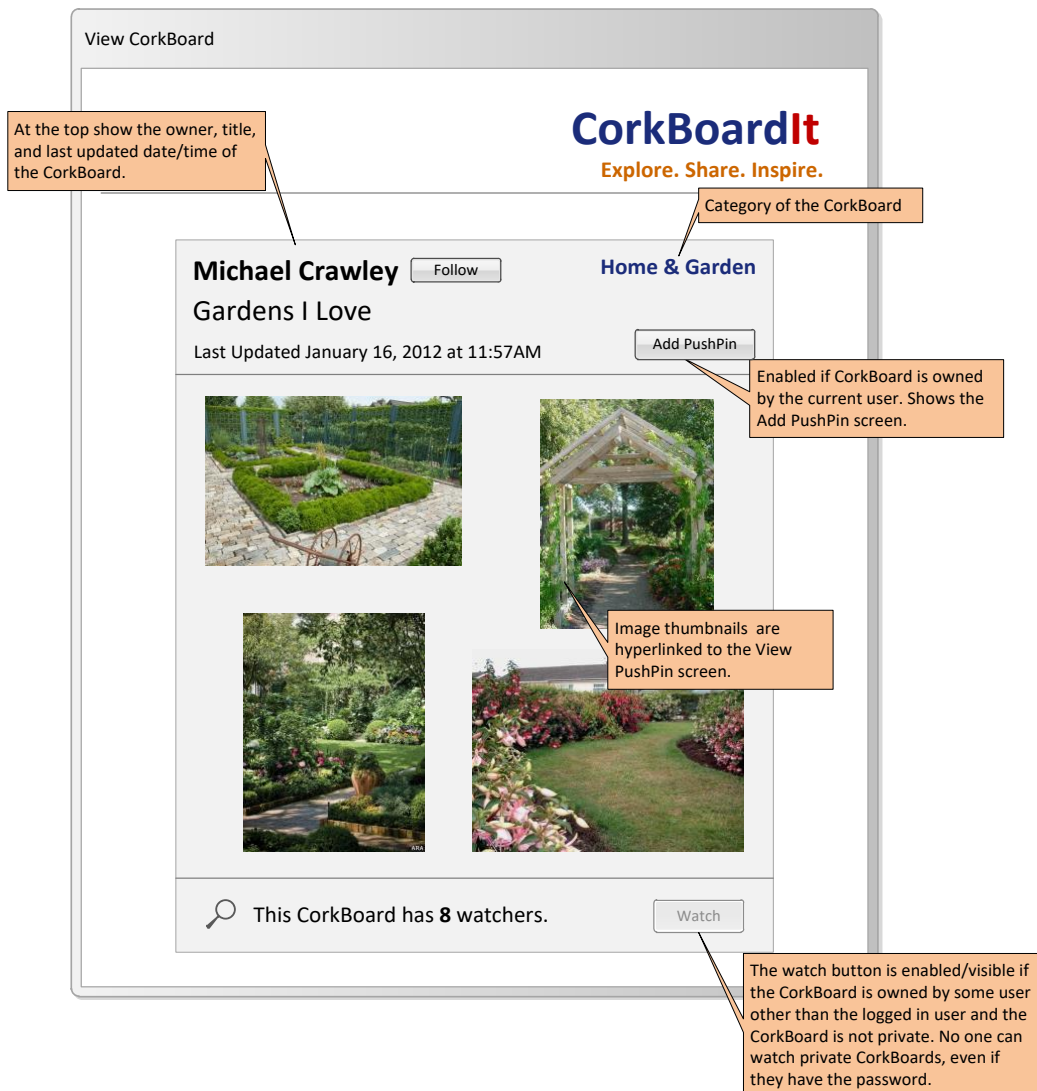 View CorkBoard
At the top show the owner, title,
and last updated date/time of
the CorkBoard.
CorkBoardIt
Explore. Share. Inspire.
Category of the CorkBoard
Michael Crawley
Follow
Home & Garden
Gardens I Love
Last Updated January 16, 2012 at 11:57AM
Add PushPin
Enabled if CorkBoard is owned
by the current user. Shows the
Add PushPin screen.
Image thumbnails are
hyperlinked to the View
PushPin screen.
ARA
This CorkBoard has 8 watchers.
Watch
The watch button is enabled/visible if
the CorkBoard is owned by some user
other than the logged in user and the
CorkBoard is not private. No one can
watch private CorkBoards, even if
they have the password.